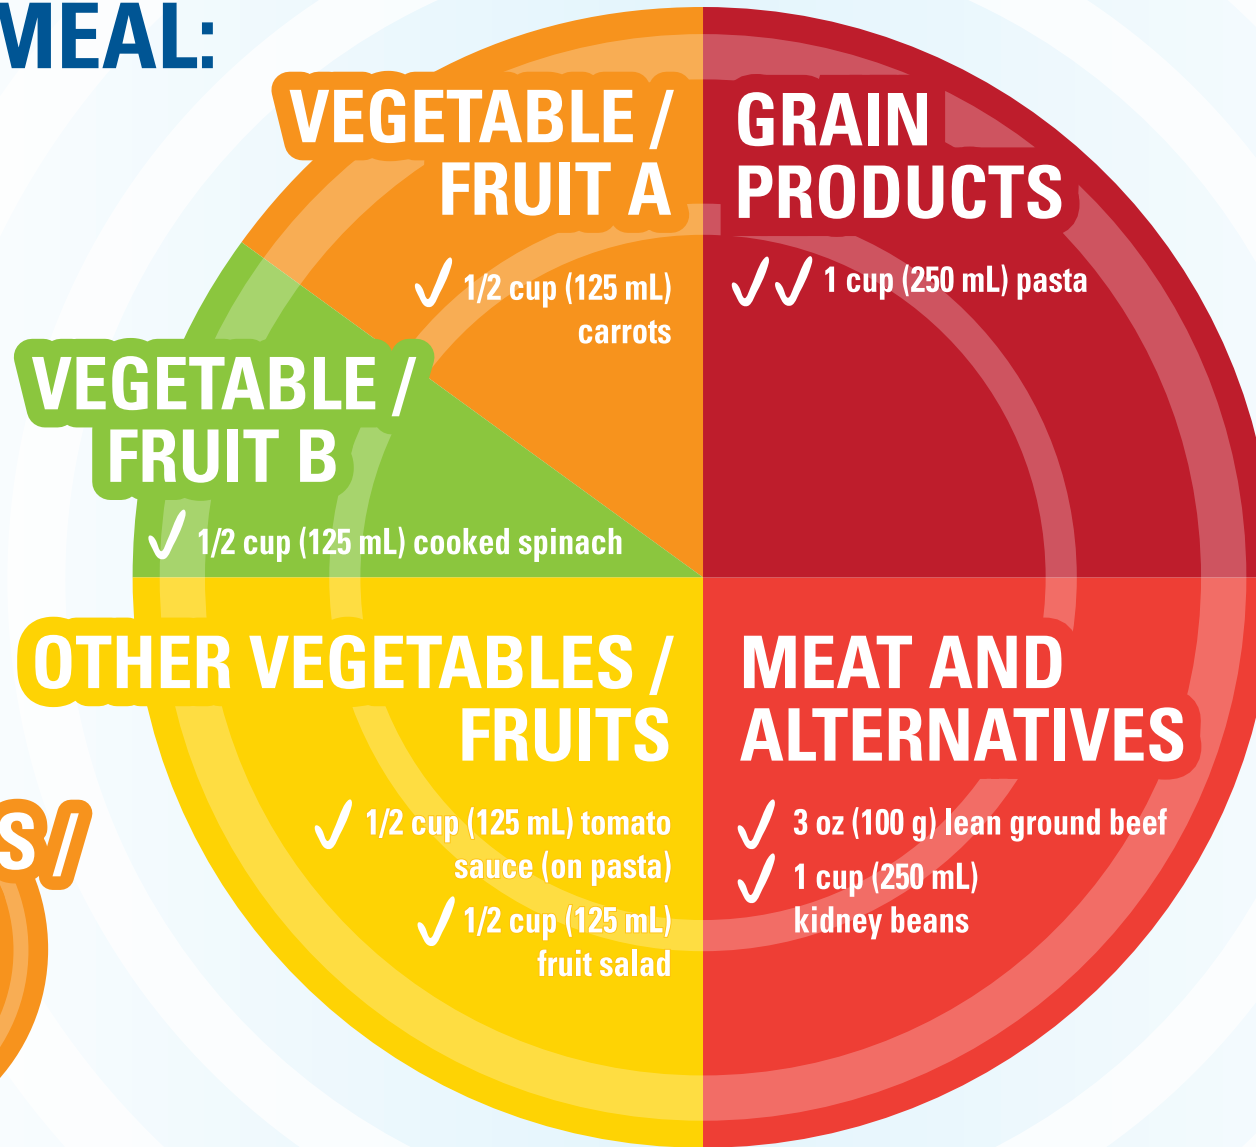 MEAL:
VEGETABLE /
FRUIT A
✓ 1/2 cup (125 mL)
carrots
GRAIN
PRODUCTS
✓✓ 1 cup (250 mL) pasta
VEGETABLE /
FRUIT B
✓ 1/2 cup (125 mL) cooked spinach
OTHER VEGETABLES /
FRUITS
✓ 1/2 cup (125 mL) tomato
sauce (on pasta)
✓ 1/2 cup (125 mL)
fruit salad
MEAT AND
ALTERNATIVES
✓ 3 oz (100 g) lean ground beef
✓ 1 cup (250 mL)
kidney beans
S/